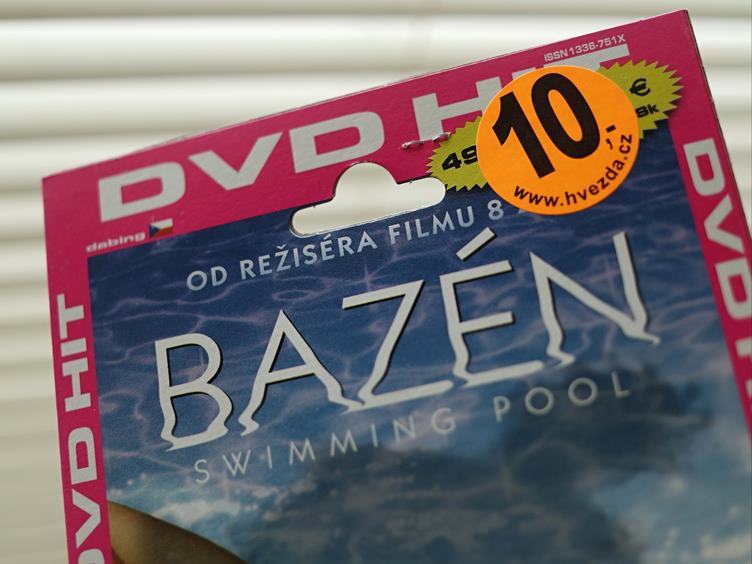 ISSN 1336-751X
DVD HIT
49
€
Sk
10,-
www.hvezda.cz
dabing
OD REŽISÉRA FILMU 8
BAZÉN
SWIMMING POOL
DVD HIT
DVD